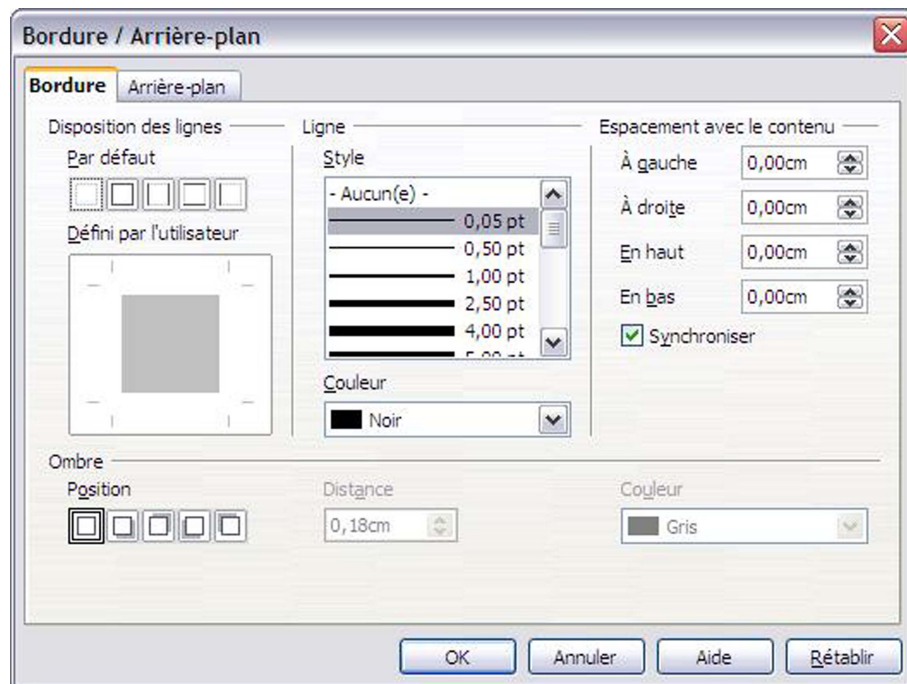 Bordure / Arrière-plan
Bordure
Arrière-plan
Disposition des lignes
Par défaut
Défini par l'utilisateur
Ligne
Style
- Aucun(e) -
0,05 pt
0,50 pt
1,00 pt
2,50 pt
4,00 pt
5,00 pt
Couleur
Noir
Espacement avec le contenu
À gauche 0,00cm
À droite 0,00cm
En haut 0,00cm
En bas 0,00cm
Synchroniser
Ombre
Position
Distance
0,18cm
Couleur
Gris
OK
Annuler
Aide
Rétablir